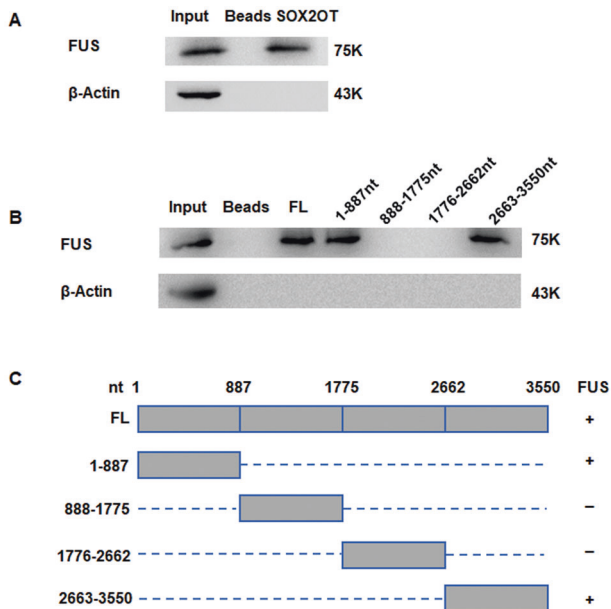 A
Input Beads SOX2OT
FUS 75K
β-Actin 43K
B
Input Beads FL 1-887nt 888-1775nt 1776-2662nt 2663-3550nt
FUS 75K
β-Actin 43K
C
nt 1 887 1775 2662 3550 FUS
FL +
1-887 +
888-1775 −
1776-2662 −
2663-3550 +